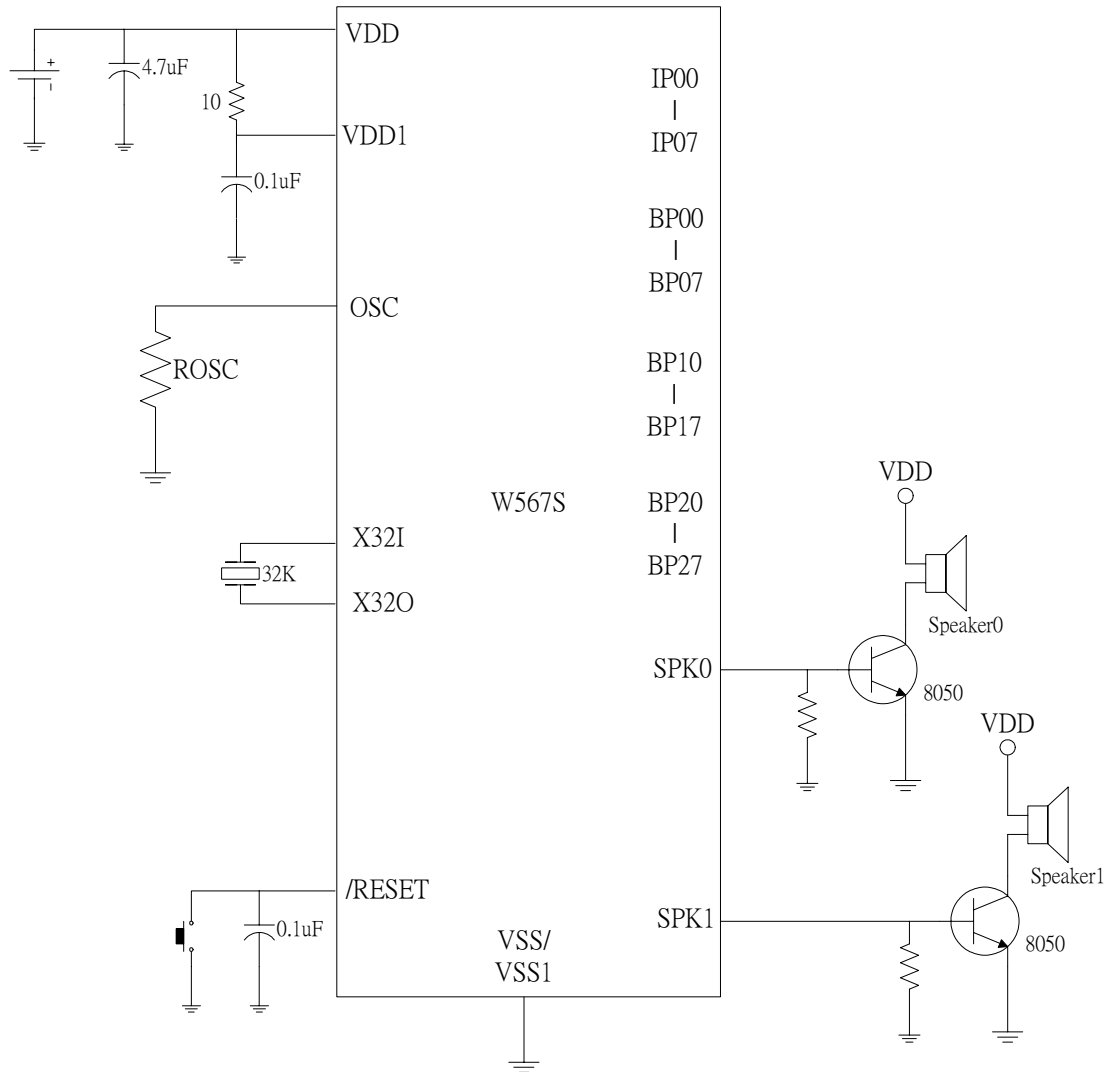 VDD
+
-
4.7uF
10
VDD1
0.1uF
IP00
|
IP07
BP00
|
BP07
OSC
ROSC
BP10
|
BP17
W567S
BP20
|
BP27
X32I
32K
X32O
VDD
Speaker0
SPK0
8050
VDD
Speaker1
/RESET
0.1uF
SPK1
8050
VSS/
VSS1